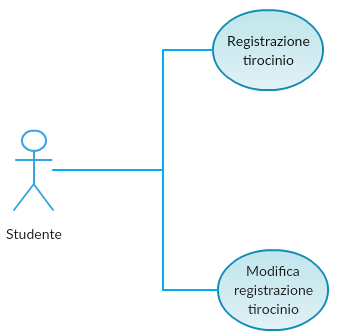 Registrazione
tirocinio
Studente
Modifica
registrazione
tirocinio